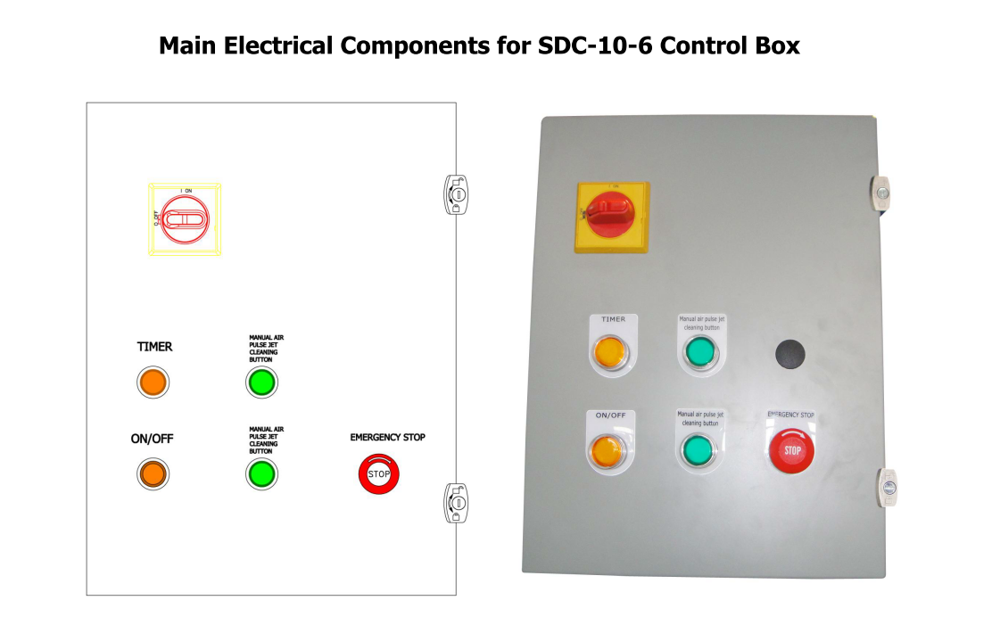 Main Electrical Components for SDC-10-6 Control Box
I ON
O OFF
TIMER
MANUAL AIR
PULSE JET
CLEANING
BUTTON
ON/OFF
MANUAL AIR
PULSE JET
CLEANING
BUTTON
EMERGENCY STOP
STOP
I ON
TIMER
Manual air pulse jet
cleaning button
ON/OFF
Manual air pulse jet
cleaning button
EMERGENCY STOP
STOP